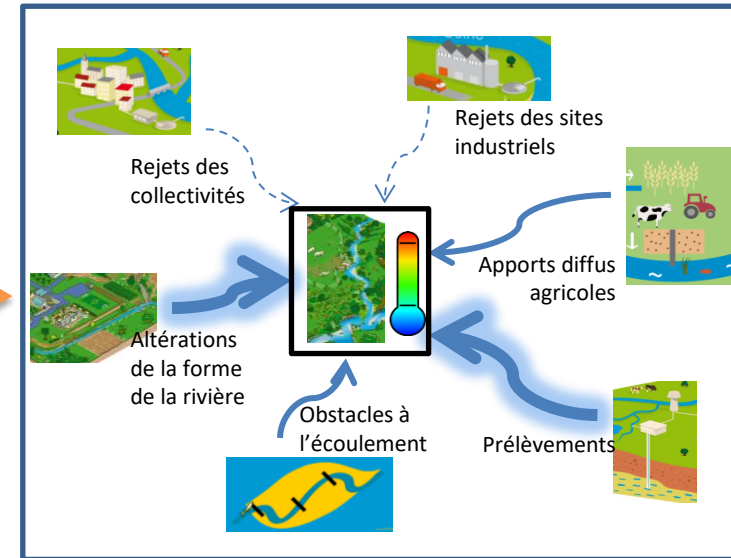 Rejets des
collectivités
Rejets des sites
industriels
Apports diffus
agricoles
Altérations
de la forme
de la rivière
Obstacles à
l'écoulement
Prélèvements